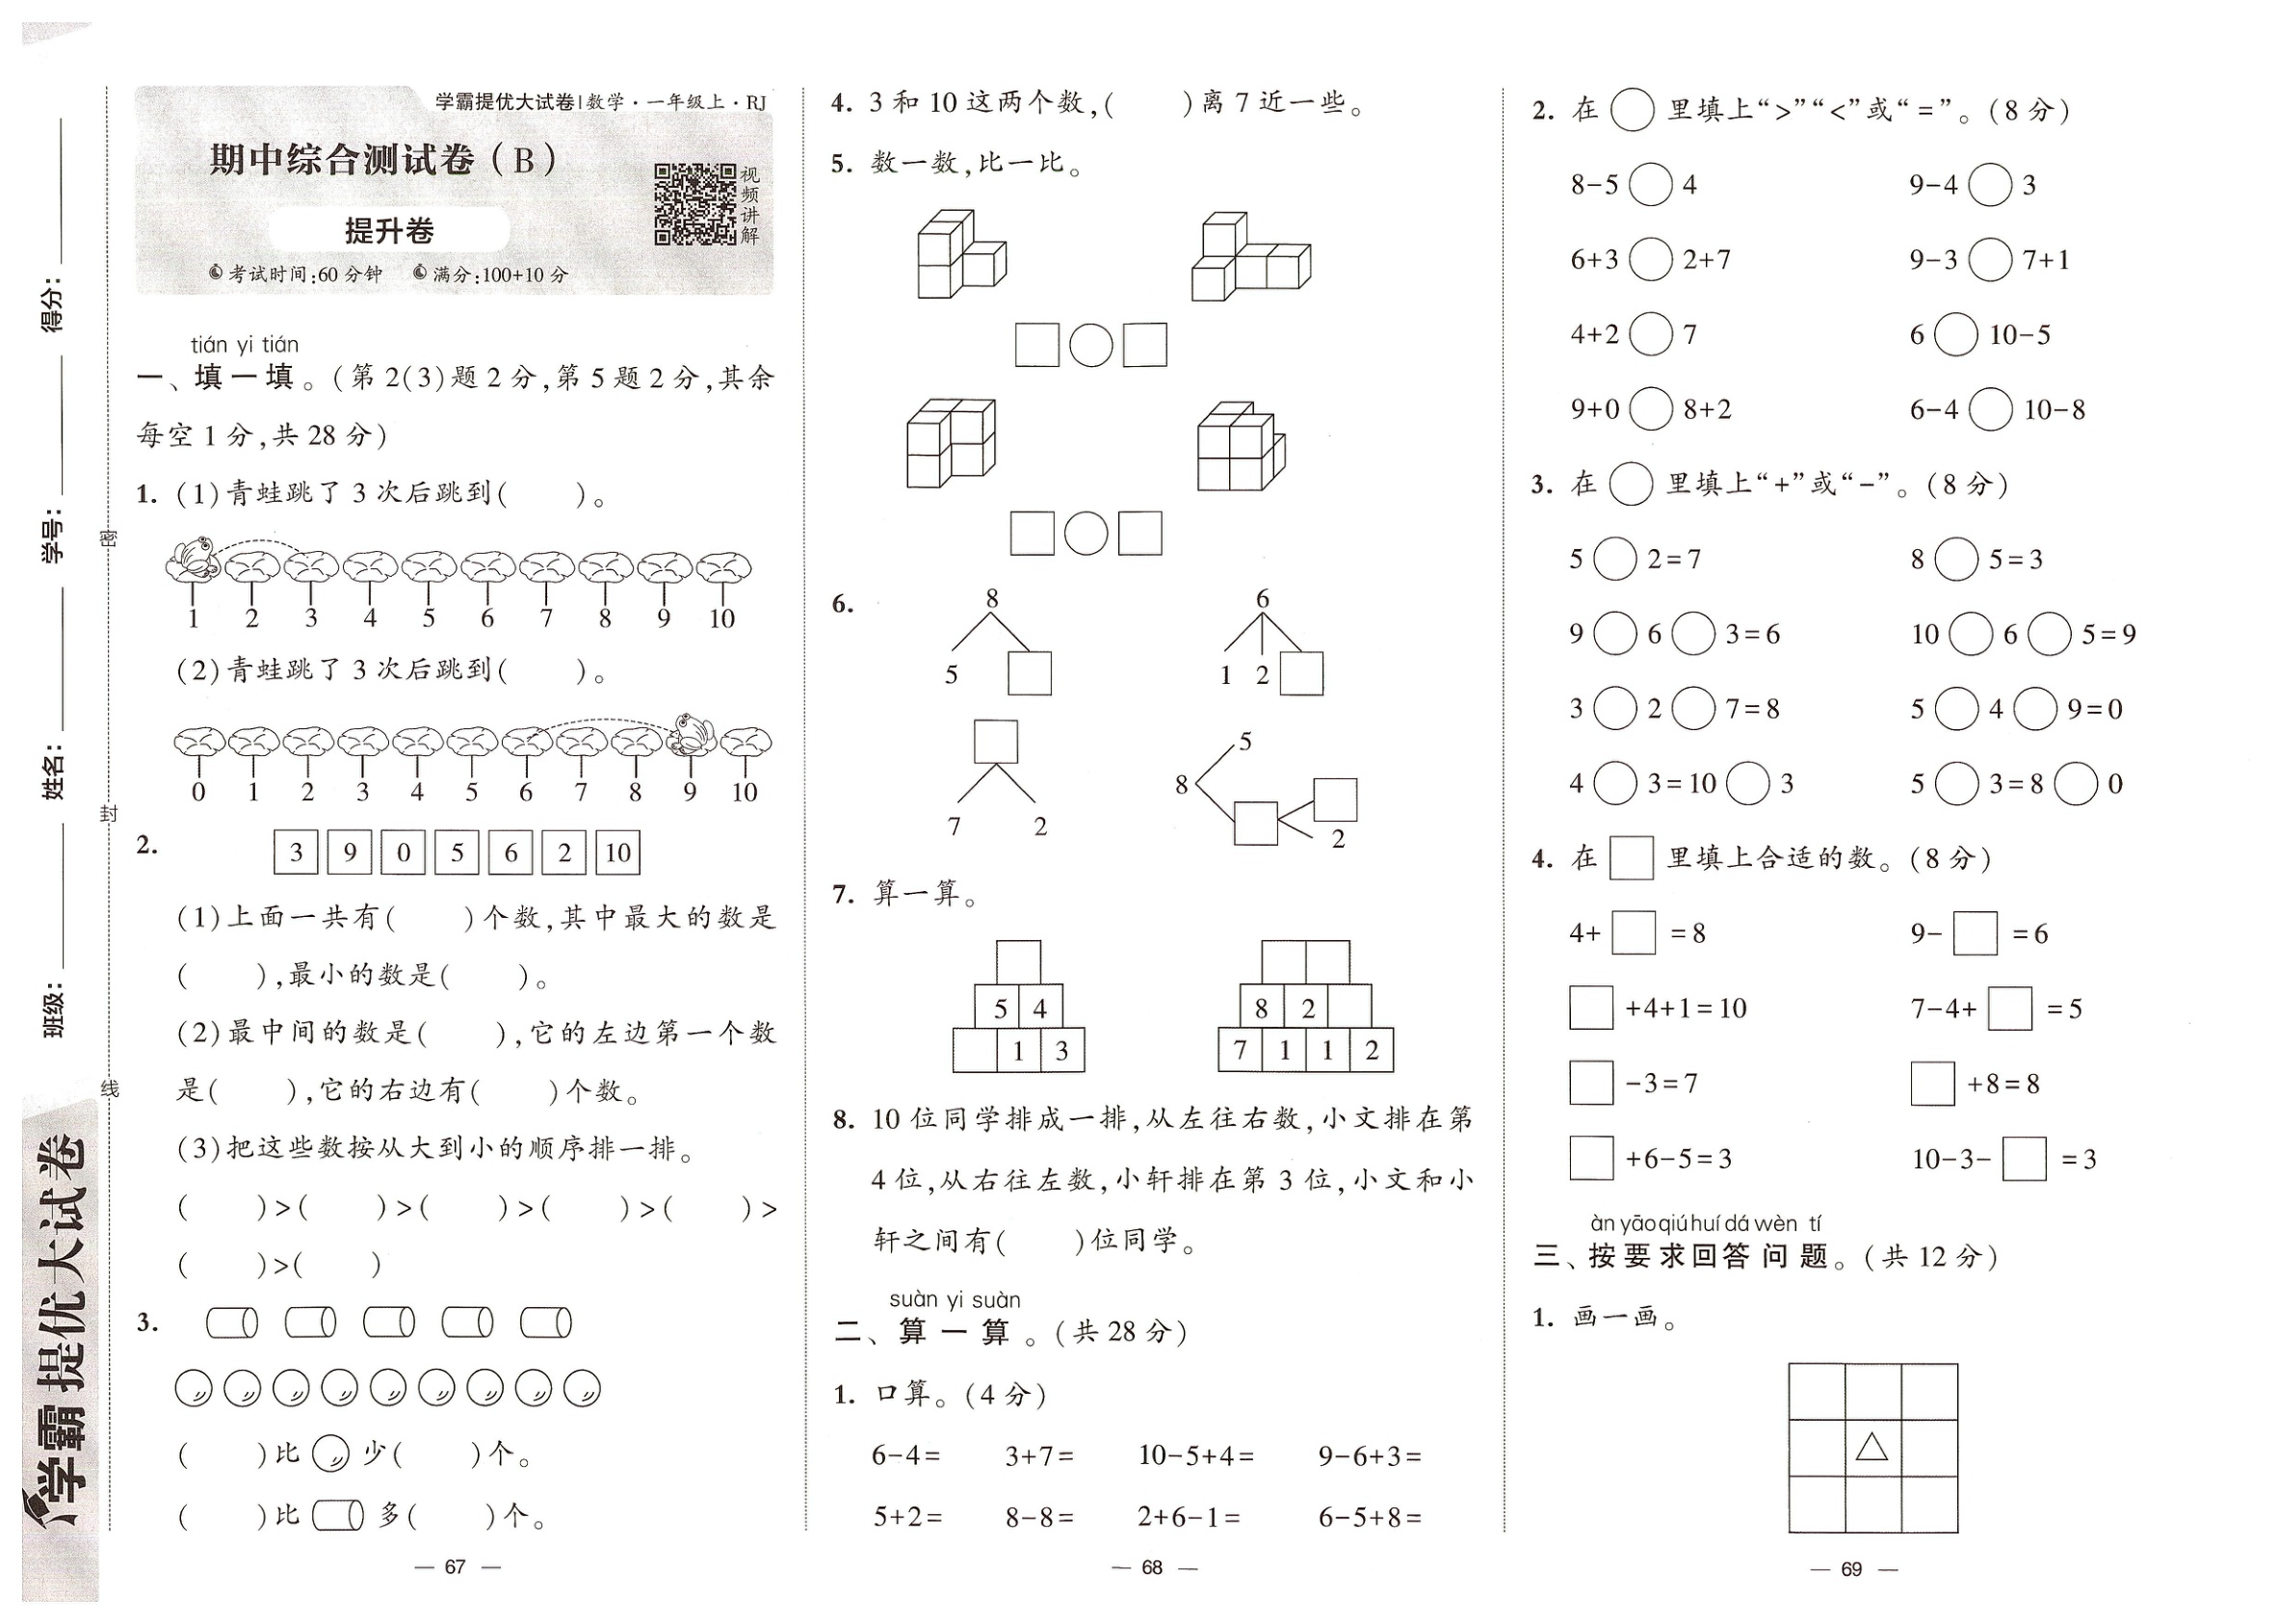 得分：
学号：
姓名：
班级：
密
封
线
学霸提优大试卷
学霸提优大试卷|数学·一年级上·RJ
期中综合测试卷（B）
提升卷
视频讲解
考试时间:60分钟 满分:100+10分
tián yi tián
一、填一填。(第2(3)题2分,第5题2分,其余
每空1分,共28分)
1. (1)青蛙跳了3次后跳到( )。
1 2 3 4 5 6 7 8 9 10
(2)青蛙跳了3次后跳到( )。
0 1 2 3 4 5 6 7 8 9 10
2. 3 9 0 5 6 2 10
(1)上面一共有( )个数,其中最大的数是
( ),最小的数是( )。
(2)最中间的数是( ),它的左边第一个数
是( ),它的右边有( )个数。
(3)把这些数按从大到小的顺序排一排。
( )>( )>( )>( )>( )>
( )>( )
3.
( )比 少( )个。
( )比 多( )个。
— 67 —
4. 3和10这两个数,( )离7近一些。
5. 数一数,比一比。
□○□
□○□
6. 8 6
5 □ 1 2 □
□ 5
8 □ □
7 2 2
7. 算一算。
□ □ □
5 4 8 2 □
□ 1 3 7 1 1 2
8. 10位同学排成一排,从左往右数,小文排在第
4位,从右往左数,小轩排在第3位,小文和小
轩之间有( )位同学。
suàn yi suàn
二、算一算。(共28分)
1. 口算。(4分)
6−4= 3+7= 10−5+4= 9−6+3=
5+2= 8−8= 2+6−1= 6−5+8=
— 68 —
2. 在○里填上“>”“<”或“=”。(8分)
8−5○4 9−4○3
6+3○2+7 9−3○7+1
4+2○7 6○10−5
9+0○8+2 6−4○10−8
3. 在○里填上“+”或“−”。(8分)
5○2=7 8○5=3
9○6○3=6 10○6○5=9
3○2○7=8 5○4○9=0
4○3=10○3 5○3=8○0
4. 在□里填上合适的数。(8分)
4+□=8 9−□=6
□+4+1=10 7−4+□=5
□−3=7 □+8=8
□+6−5=3 10−3−□=3
àn yāo qiú huí dá wèn tí
三、按要求回答问题。(共12分)
1. 画一画。
— 69 —